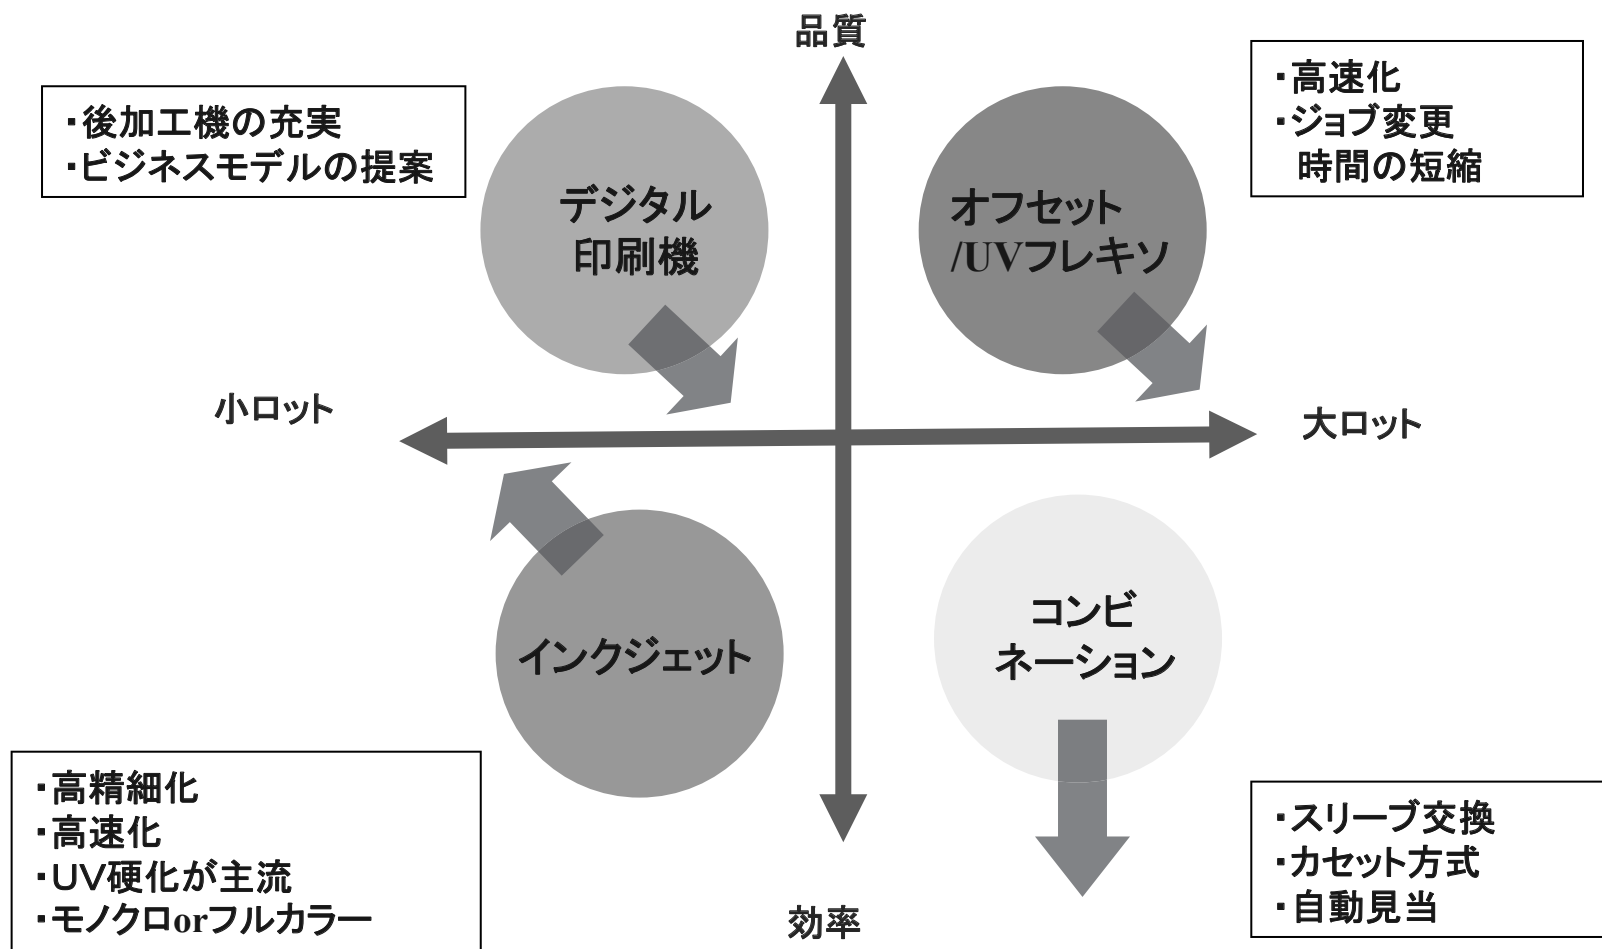 品質
・後加工機の充実
・ビジネスモデルの提案
・高速化
・ジョブ変更
時間の短縮
デジタル
印刷機
オフセット
/UVフレキソ
小ロット
大ロット
インクジェット
コンビ
ネーション
・高精細化
・高速化
・UV硬化が主流
・モノクロorフルカラー
・スリーブ交換
・カセット方式
・自動見当
効率